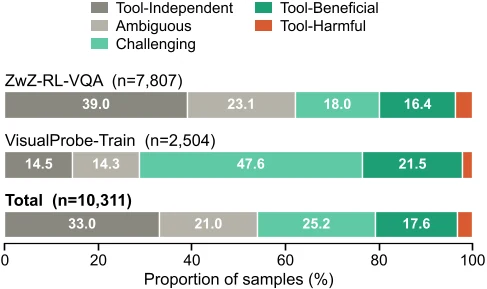 Tool-Independent
Ambiguous
Challenging
Tool-Beneficial
Tool-Harmful
ZwZ-RL-VQA (n=7,807)
39.0 23.1 18.0 16.4
VisualProbe-Train (n=2,504)
14.5 14.3 47.6 21.5
Total (n=10,311)
33.0 21.0 25.2 17.6
0 20 40 60 80 100
Proportion of samples (%)